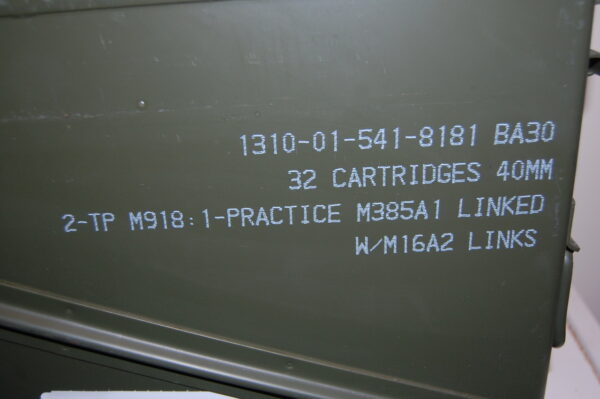 1310-01-541-8181 BA30
32 CARTRIDGES 40MM
2-TP M918:1-PRACTICE M385A1 LINKED
W/M16A2 LINKS